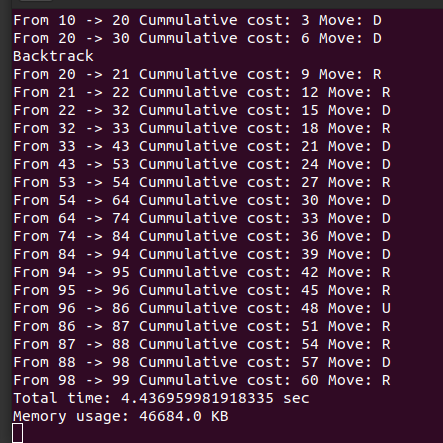 From 10 -> 20 Cummulative cost: 3 Move: D
From 20 -> 30 Cummulative cost: 6 Move: D
Backtrack
From 20 -> 21 Cummulative cost: 9 Move: R
From 21 -> 22 Cummulative cost: 12 Move: R
From 22 -> 32 Cummulative cost: 15 Move: D
From 32 -> 33 Cummulative cost: 18 Move: R
From 33 -> 43 Cummulative cost: 21 Move: D
From 43 -> 53 Cummulative cost: 24 Move: D
From 53 -> 54 Cummulative cost: 27 Move: R
From 54 -> 64 Cummulative cost: 30 Move: D
From 64 -> 74 Cummulative cost: 33 Move: D
From 74 -> 84 Cummulative cost: 36 Move: D
From 84 -> 94 Cummulative cost: 39 Move: D
From 94 -> 95 Cummulative cost: 42 Move: R
From 95 -> 96 Cummulative cost: 45 Move: R
From 96 -> 86 Cummulative cost: 48 Move: U
From 86 -> 87 Cummulative cost: 51 Move: R
From 87 -> 88 Cummulative cost: 54 Move: R
From 88 -> 98 Cummulative cost: 57 Move: D
From 98 -> 99 Cummulative cost: 60 Move: R
Total time: 4.436959981918335 sec
Memory usage: 46684.0 KB